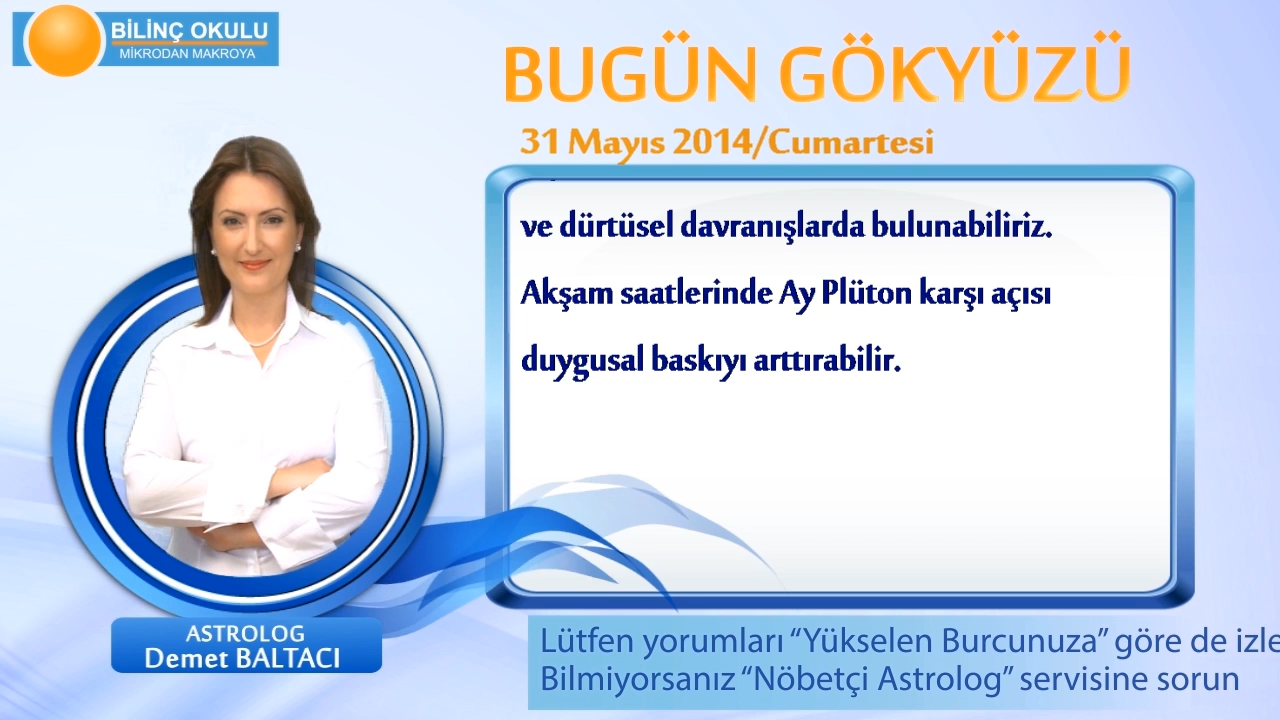 BİLİNÇ OKULU
MİKRODAN MAKROYA
BUGÜN GÖKYÜZÜ
31 Mayıs 2014/Cumartesi
ve dürtüsel davranışlarda bulunabiliriz.
Akşam saatlerinde Ay Plüton karşı açısı
duygusal baskıyı arttırabilir.
ASTROLOG
Demet BALTACI
Lütfen yorumları “Yükselen Burcunuza” göre de izle
Bilmiyorsanız “Nöbetçi Astrolog” servisine sorun